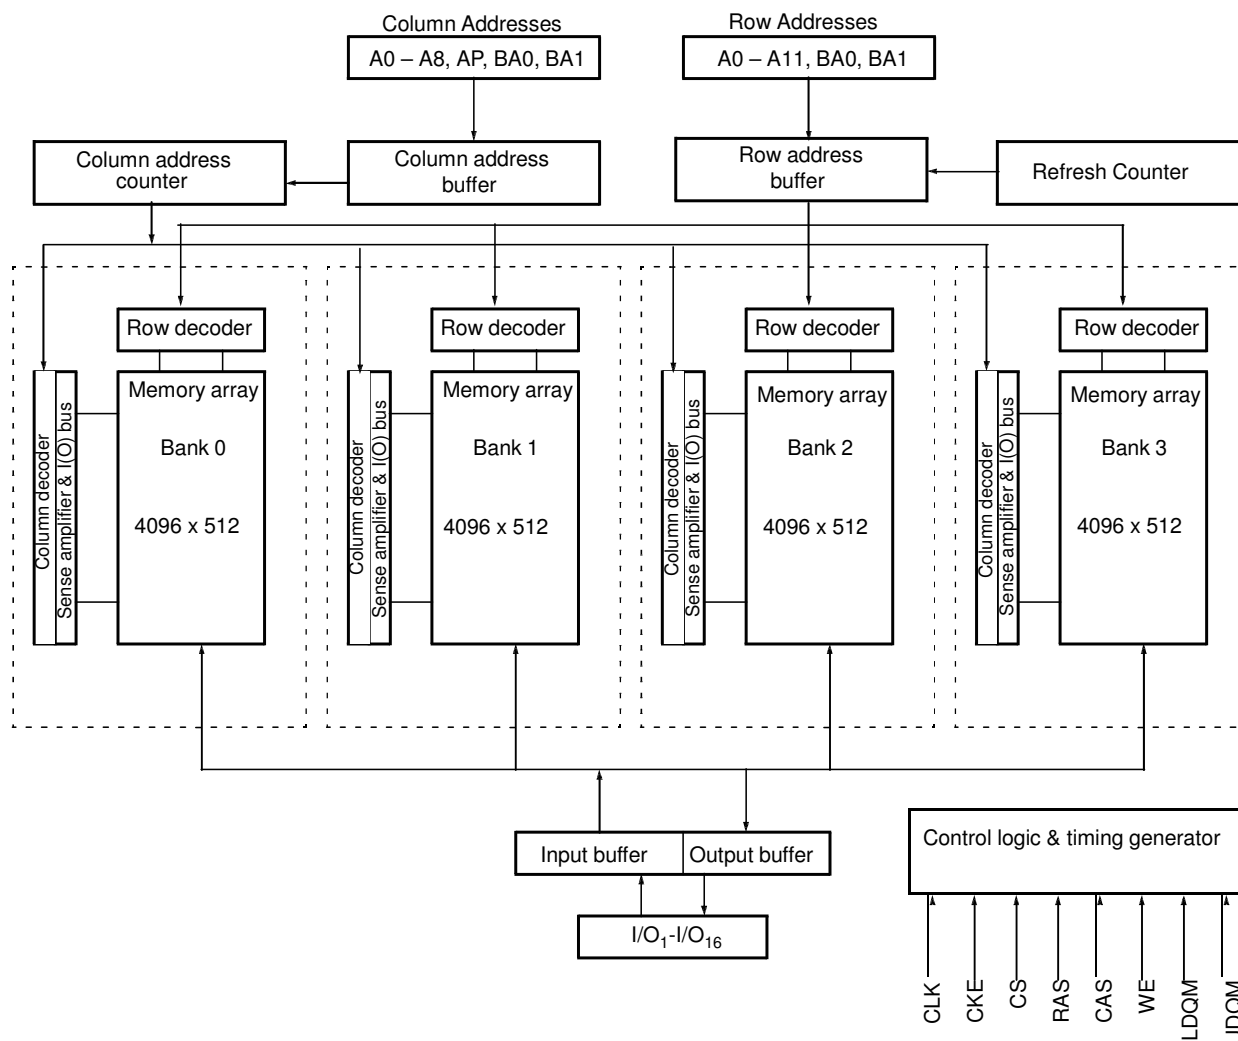 Column Addresses
Row Addresses
A0 – A8, AP, BA0, BA1
A0 – A11, BA0, BA1
Column address
counter
Column address
buffer
Row address
buffer
Refresh Counter
Row decoder
Row decoder
Row decoder
Row decoder
Column decoder
Sense amplifier & I(O) bus
Memory array
Bank 0
4096 x 512
Column decoder
Sense amplifier & I(O) bus
Memory array
Bank 1
4096 x 512
Column decoder
Sense amplifier & I(O) bus
Memory array
Bank 2
4096 x 512
Column decoder
Sense amplifier & I(O) bus
Memory array
Bank 3
4096 x 512
Input buffer
Output buffer
I/O₁-I/O₁₆
Control logic & timing generator
CLK
CKE
CS
RAS
CAS
WE
LDQM